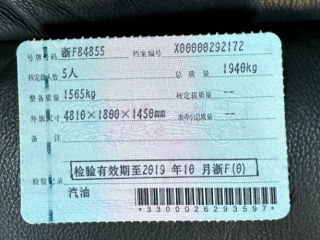 号牌号码 浙F84855 档案编号 X00000292172
核定载人数 5人 总质量 1940kg
整备质量 1565kg 核定载质量 --
外廓尺寸 4810×1800×1450mm 准牵引总质量 --
备注
检验有效期至2019 年10 月浙F(0)
检验记录
汽油
*330002629 3597*